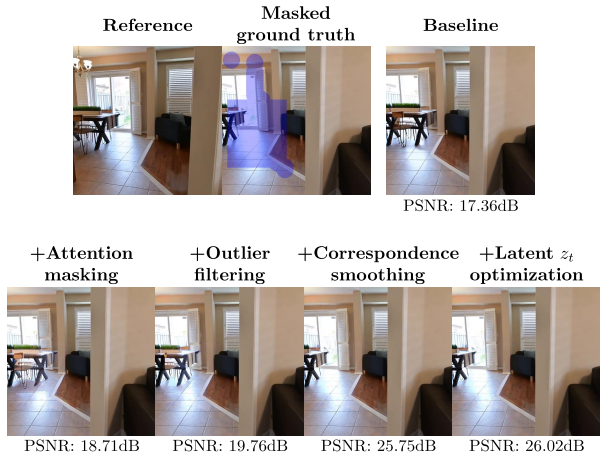 Reference
Masked
ground truth
Baseline
PSNR: 17.36dB
+Attention
masking
+Outlier
filtering
+Correspondence
smoothing
+Latent z_t
optimization
PSNR: 18.71dB
PSNR: 19.76dB
PSNR: 25.75dB
PSNR: 26.02dB